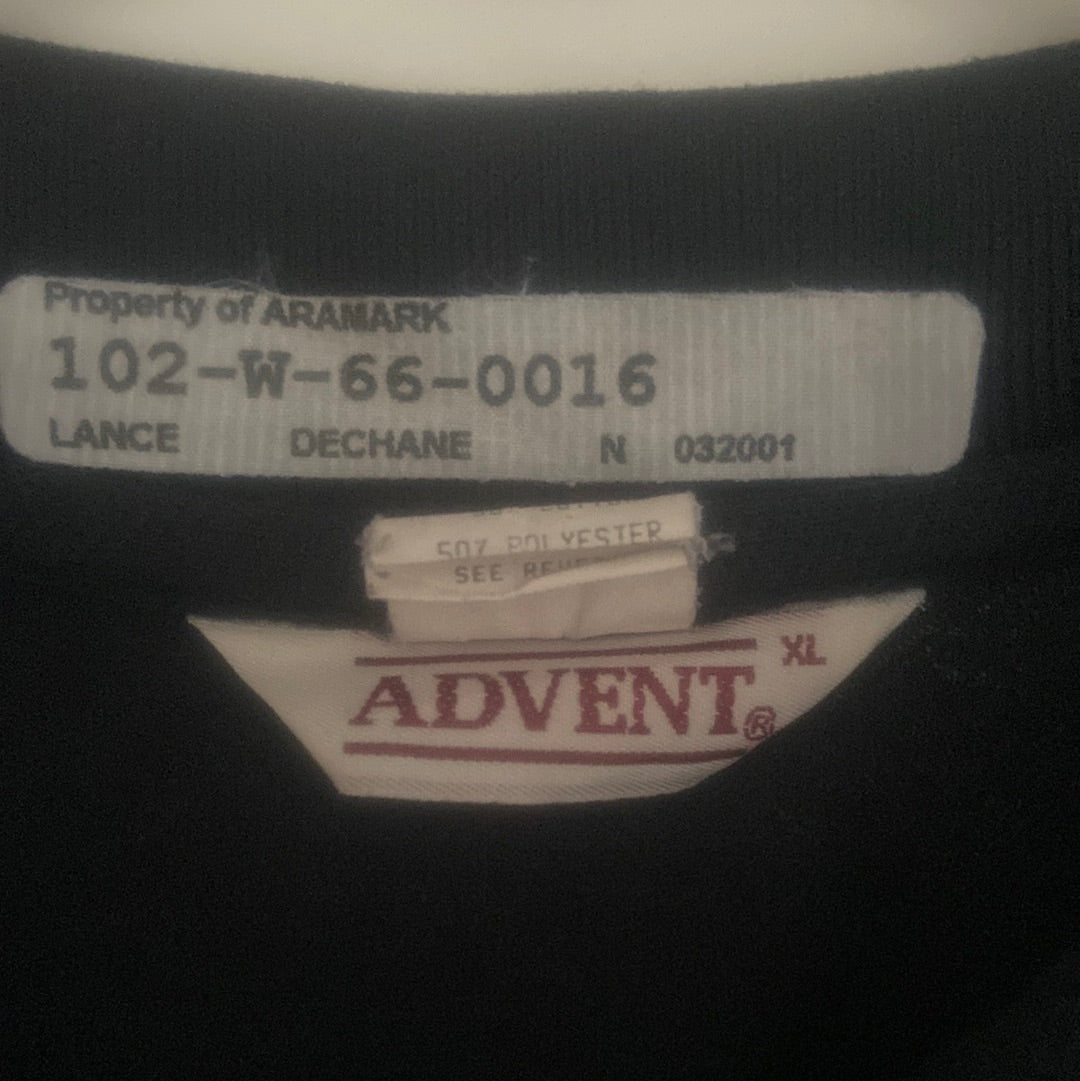 Property of ARAMARK
102-W-66-0016
LANCE DECHANE N 032001
50% POLYESTER
SEE
XL
ADVENT®